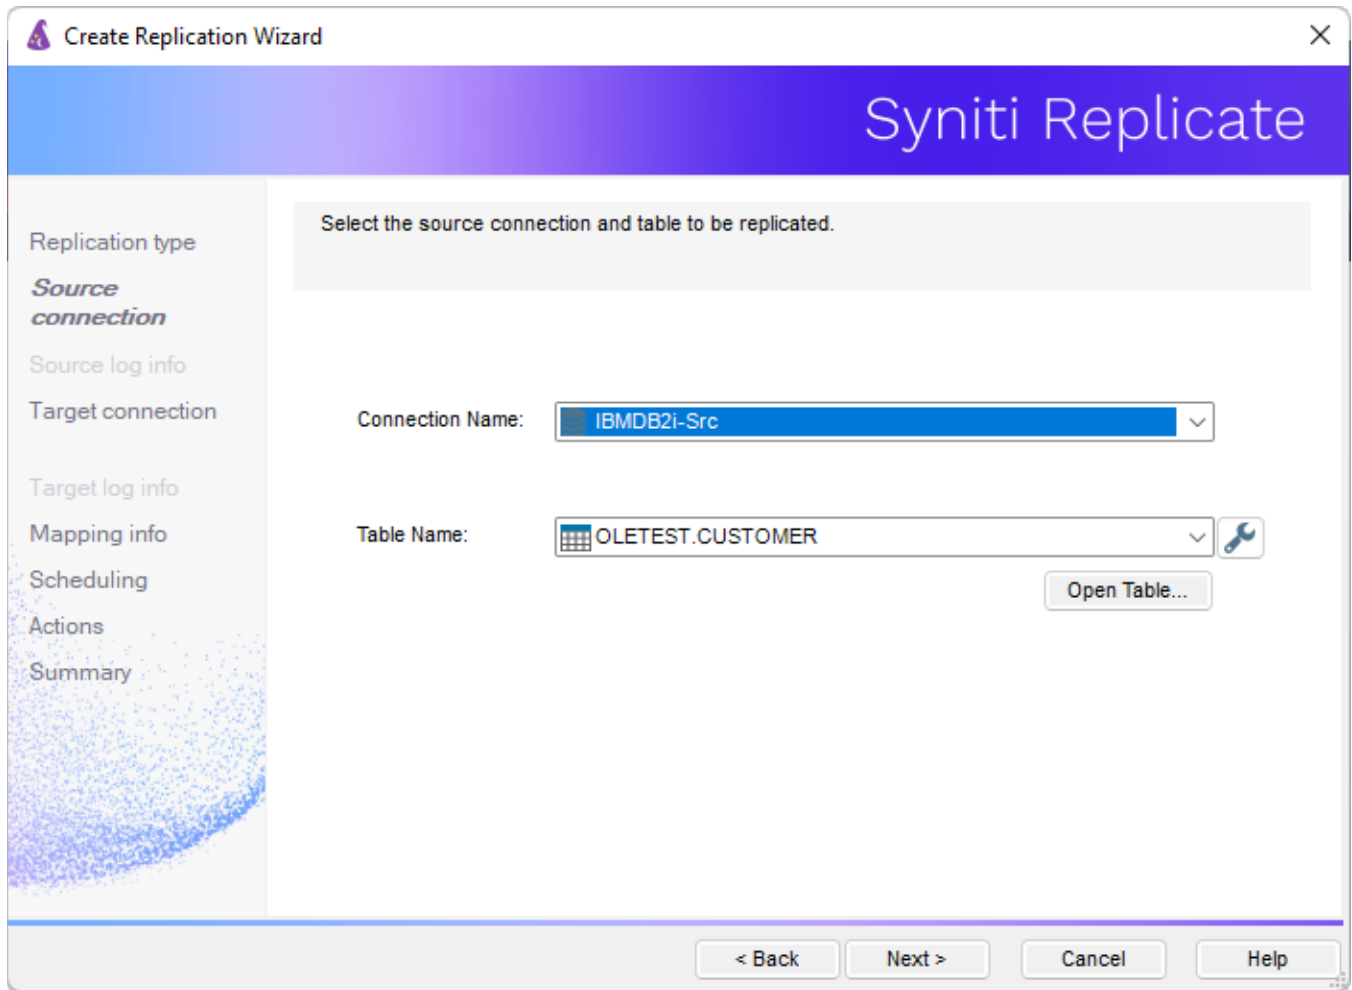 Create Replication Wizard
Syniti Replicate
Replication type
Source
connection
Source log info
Target connection
Target log info
Mapping info
Scheduling
Actions
Summary
Select the source connection and table to be replicated.
Connection Name: IBMDB2i-Src
Table Name: OLETEST.CUSTOMER
Open Table...
< Back Next > Cancel Help